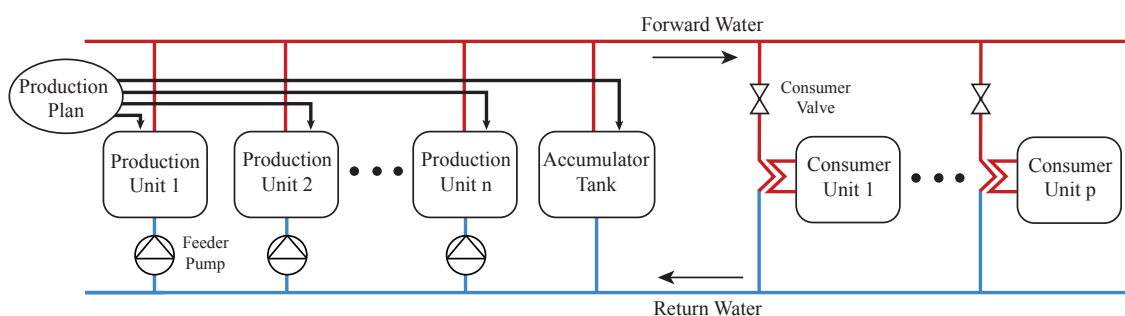 Forward Water
Production
Plan
Consumer
Valve
Production
Unit 1
Production
Unit 2
Production
Unit n
Accumulator
Tank
Consumer
Unit 1
Consumer
Unit p
Feeder
Pump
Return Water